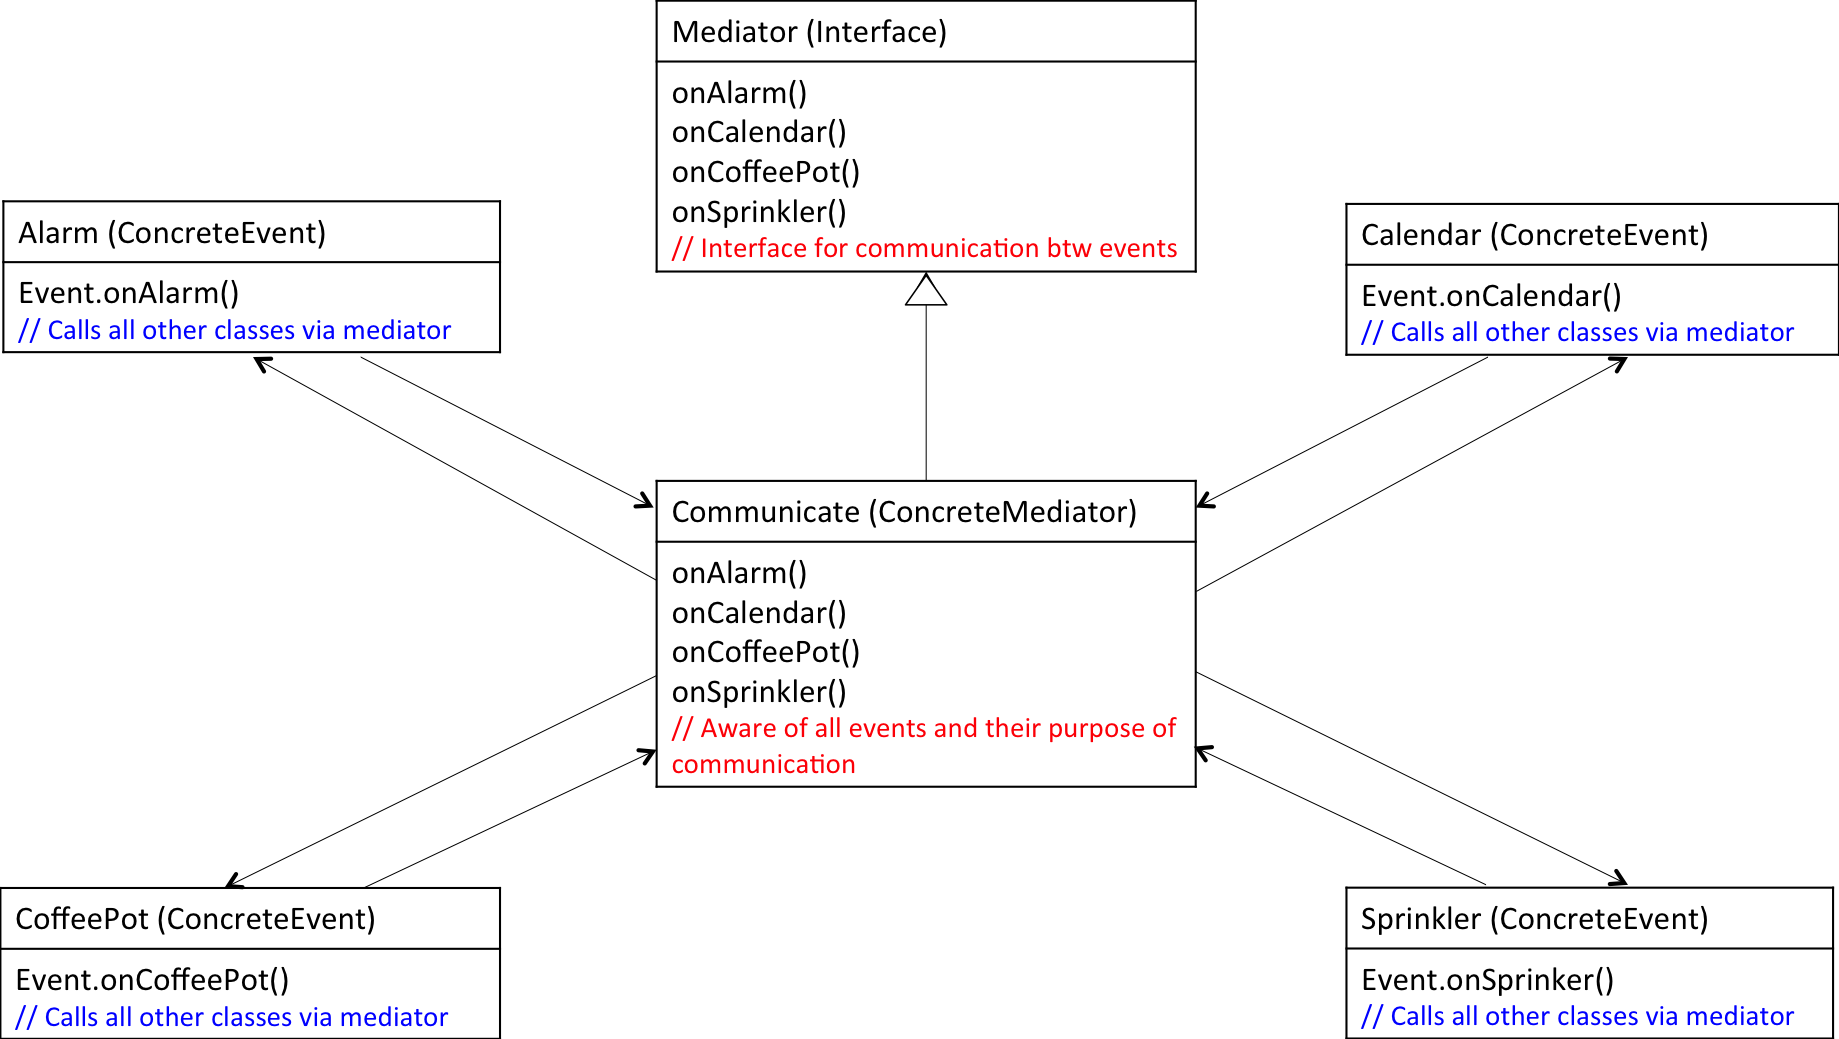 Mediator (Interface)
onAlarm()
onCalendar()
onCoffeePot()
onSprinkler()
// Interface for communication btw events
Alarm (ConcreteEvent)
Event.onAlarm()
// Calls all other classes via mediator
Calendar (ConcreteEvent)
Event.onCalendar()
// Calls all other classes via mediator
Communicate (ConcreteMediator)
onAlarm()
onCalendar()
onCoffeePot()
onSprinkler()
// Aware of all events and their purpose of
communication
CoffeePot (ConcreteEvent)
Event.onCoffeePot()
// Calls all other classes via mediator
Sprinkler (ConcreteEvent)
Event.onSprinker()
// Calls all other classes via mediator